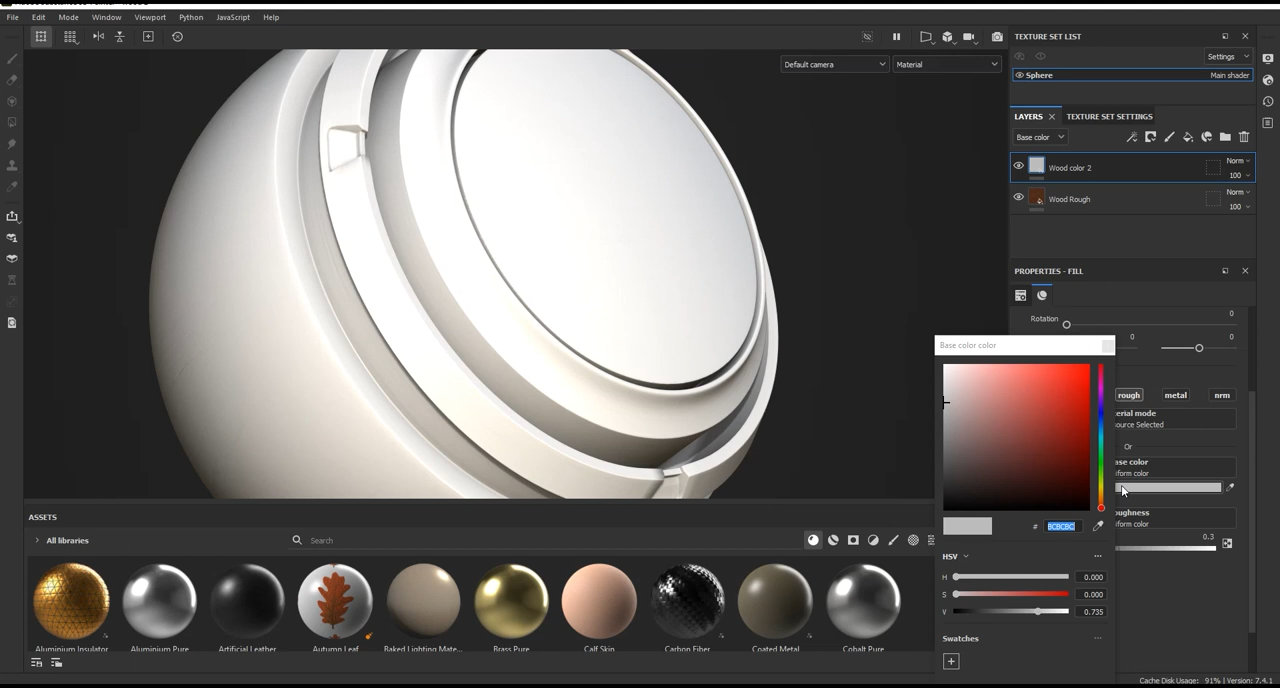 File Edit Mode Window Viewport Python JavaScript Help
TEXTURE SET LIST
Default camera
Material
Settings
Sphere
Main shader
LAYERS
TEXTURE SET SETTINGS
Base color
Wood color 2
Norm
100
Wood Rough
Norm
100
PROPERTIES - FILL
Rotation
0
0
0
Base color color
rough
metal
nrm
erial mode
ource Selected
Or
ase color
iform color
# BCBCBC
oughness
iform color
0.3
HSV
H
0.000
S
0.000
V
0.735
Swatches
ASSETS
All libraries
Search
Aluminium Insulator
Aluminium Pure
Artificial Leather
Autumn Leaf
Baked Lighting Mate...
Brass Pure
Calf Skin
Carbon Fiber
Coated Metal
Cobalt Pure
Cache Disk Usage: 91% | Version: 7.4.1